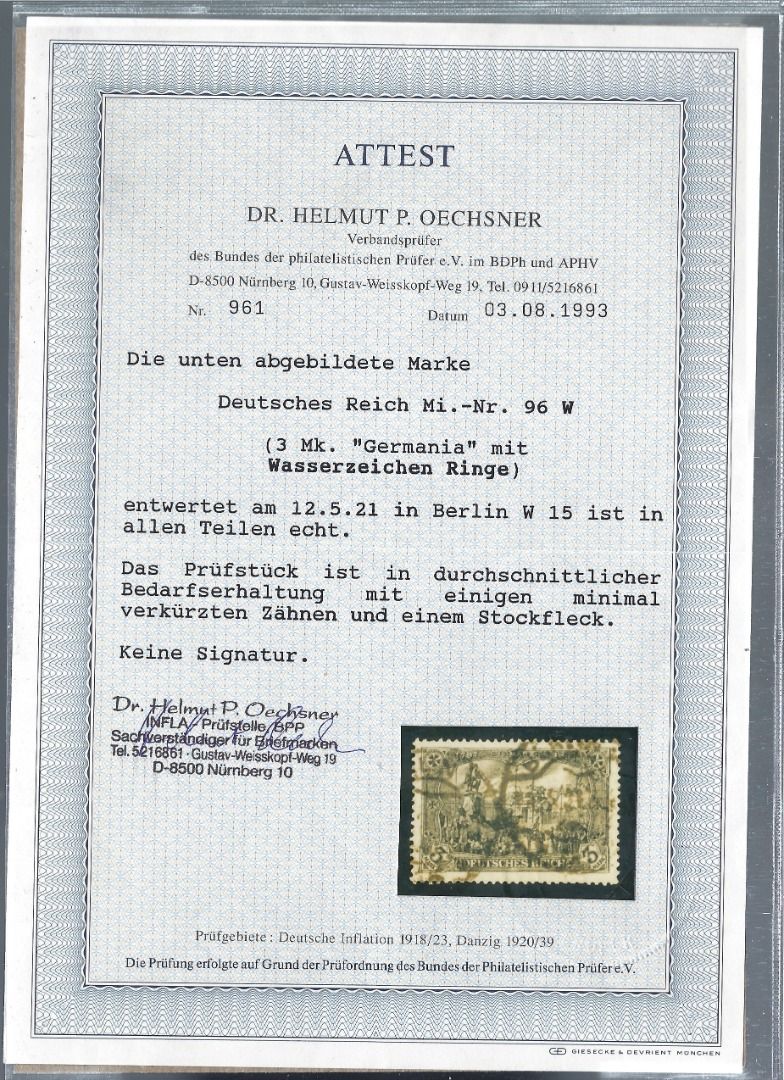 ATTEST
DR. HELMUT P. OECHSNER
Verbandsprüfer
des Bundes der philatelistischen Prüfer e.V. im BDPh und APHV
D-8500 Nürnberg 10, Gustav-Weisskopf-Weg 19, Tel. 0911/5216861
Nr. 961 Datum 03.08.1993
Die unten abgebildete Marke
Deutsches Reich Mi.-Nr. 96 W
(3 Mk. "Germania" mit
Wasserzeichen Ringe)
entwertet am 12.5.21 in Berlin W 15 ist in
allen Teilen echt.
Das Prüfstück ist in durchschnittlicher
Bedarfserhaltung mit einigen minimal
verkürzten Zähnen und einem Stockfleck.
Keine Signatur.
Dr. Helmut P. Oechsner
INFLA-Prüfstelle BPP
Sachverständiger für Briefmarken
Tel. 5216861 · Gustav-Weisskopf-Weg 19
D-8500 Nürnberg 10
DEUTSCHES REICH
Prüfgebiete: Deutsche Inflation 1918/23, Danzig 1920/39
Die Prüfung erfolgte auf Grund der Prüfordnung des Bundes der Philatelistischen Prüfer e.V.
GIESECKE & DEVRIENT MÜNCHEN